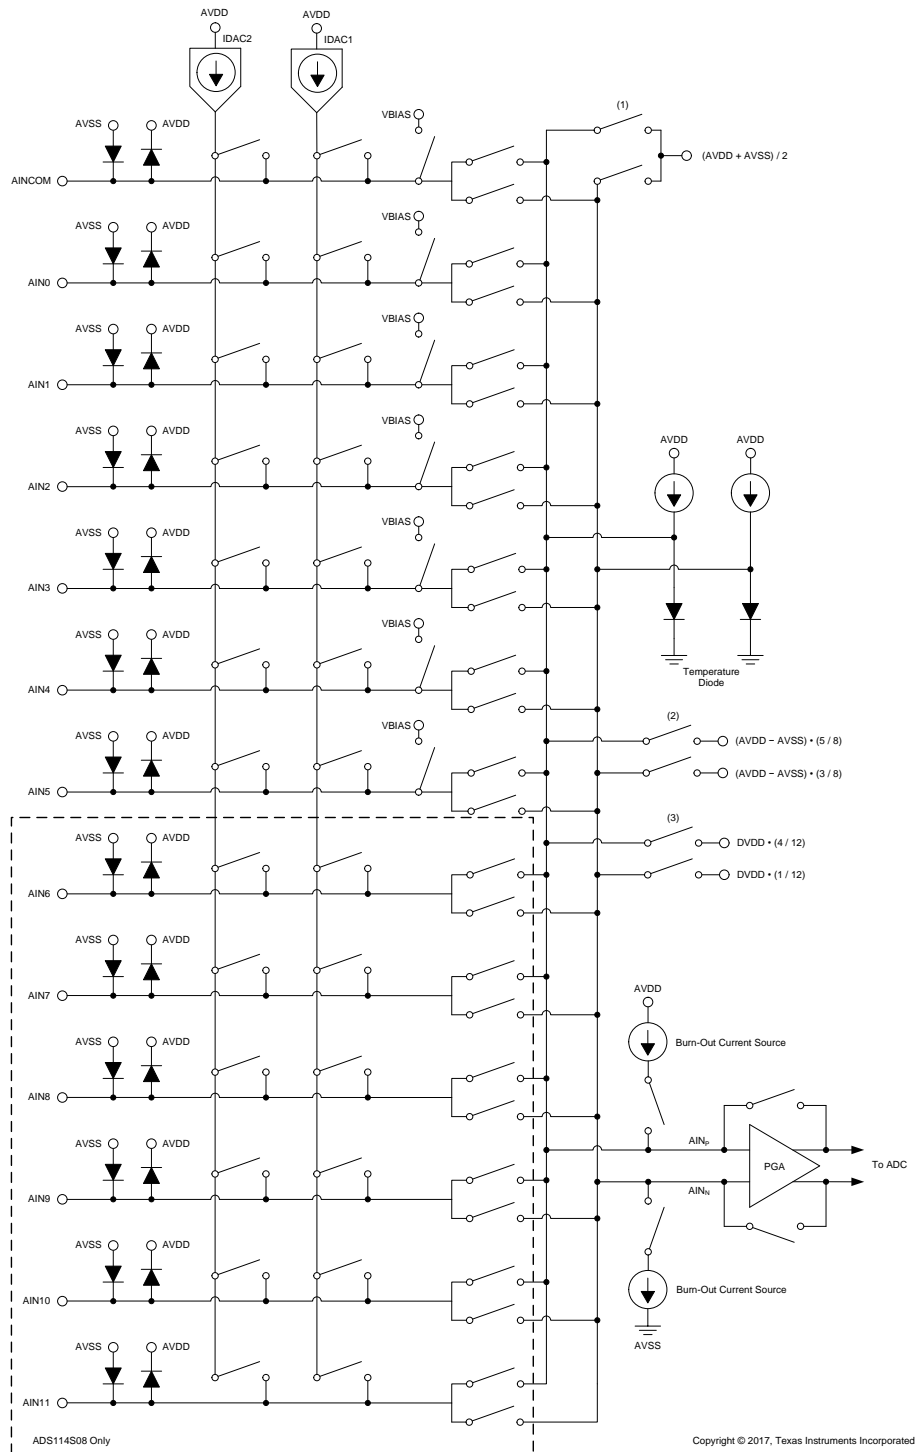 AVDD
AVDD
IDAC2
IDAC1
VBIAS
(1)
AVSS
AVDD
(AVDD + AVSS) / 2
AINCOM
VBIAS
AVSS
AVDD
AIN0
VBIAS
AVSS
AVDD
AIN1
VBIAS
AVSS
AVDD
AVDD
AVDD
AIN2
VBIAS
AVSS
AVDD
AIN3
VBIAS
AVSS
AVDD
Temperature
Diode
AIN4
VBIAS
(2)
AVSS
AVDD
(AVDD – AVSS) • (5 / 8)
(AVDD – AVSS) • (3 / 8)
AIN5
(3)
AVSS
AVDD
DVDD • (4 / 12)
DVDD • (1 / 12)
AIN6
AVSS
AVDD
AIN7
AVDD
AVSS
AVDD
Burn-Out Current Source
AIN8
AVSS
AVDD
AINP
PGA
To ADC
AINN
AIN9
AVSS
AVDD
Burn-Out Current Source
AIN10
AVSS
AVSS
AVDD
AIN11
ADS114S08 Only
Copyright © 2017, Texas Instruments Incorporated